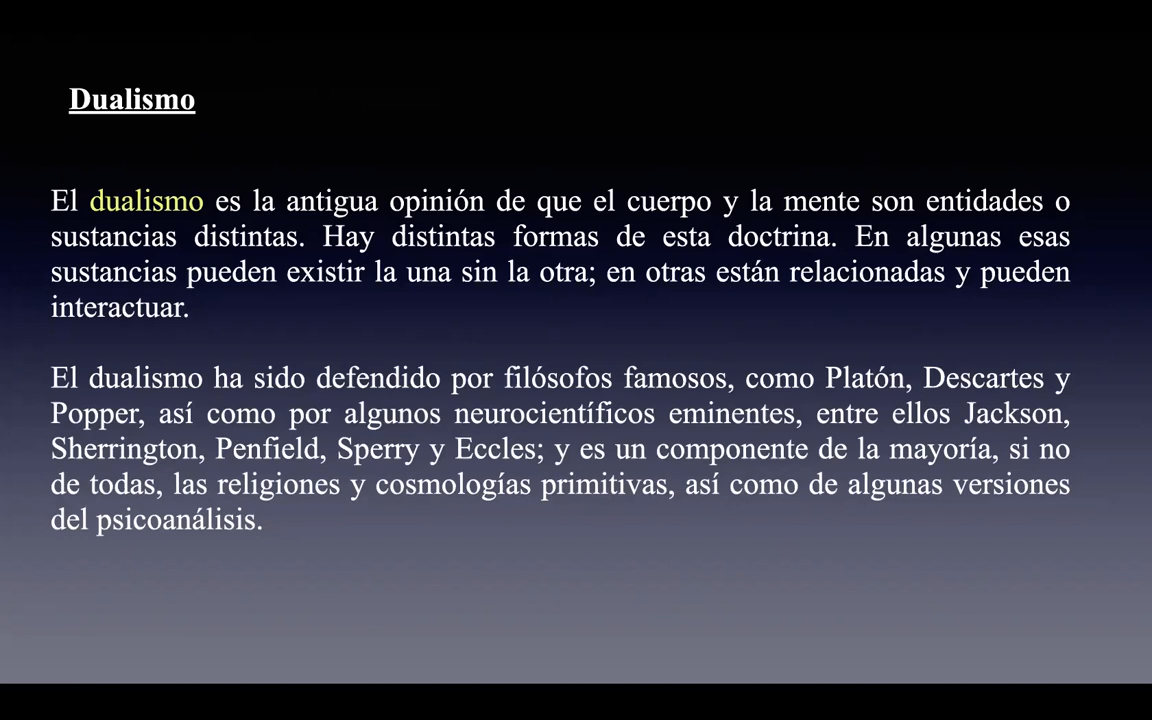 Dualismo
El dualismo es la antigua opinión de que el cuerpo y la mente son entidades o
sustancias distintas. Hay distintas formas de esta doctrina. En algunas esas
sustancias pueden existir la una sin la otra; en otras están relacionadas y pueden
interactuar.
El dualismo ha sido defendido por filósofos famosos, como Platón, Descartes y
Popper, así como por algunos neurocientíficos eminentes, entre ellos Jackson,
Sherrington, Penfield, Sperry y Eccles; y es un componente de la mayoría, si no
de todas, las religiones y cosmologías primitivas, así como de algunas versiones
del psicoanálisis.